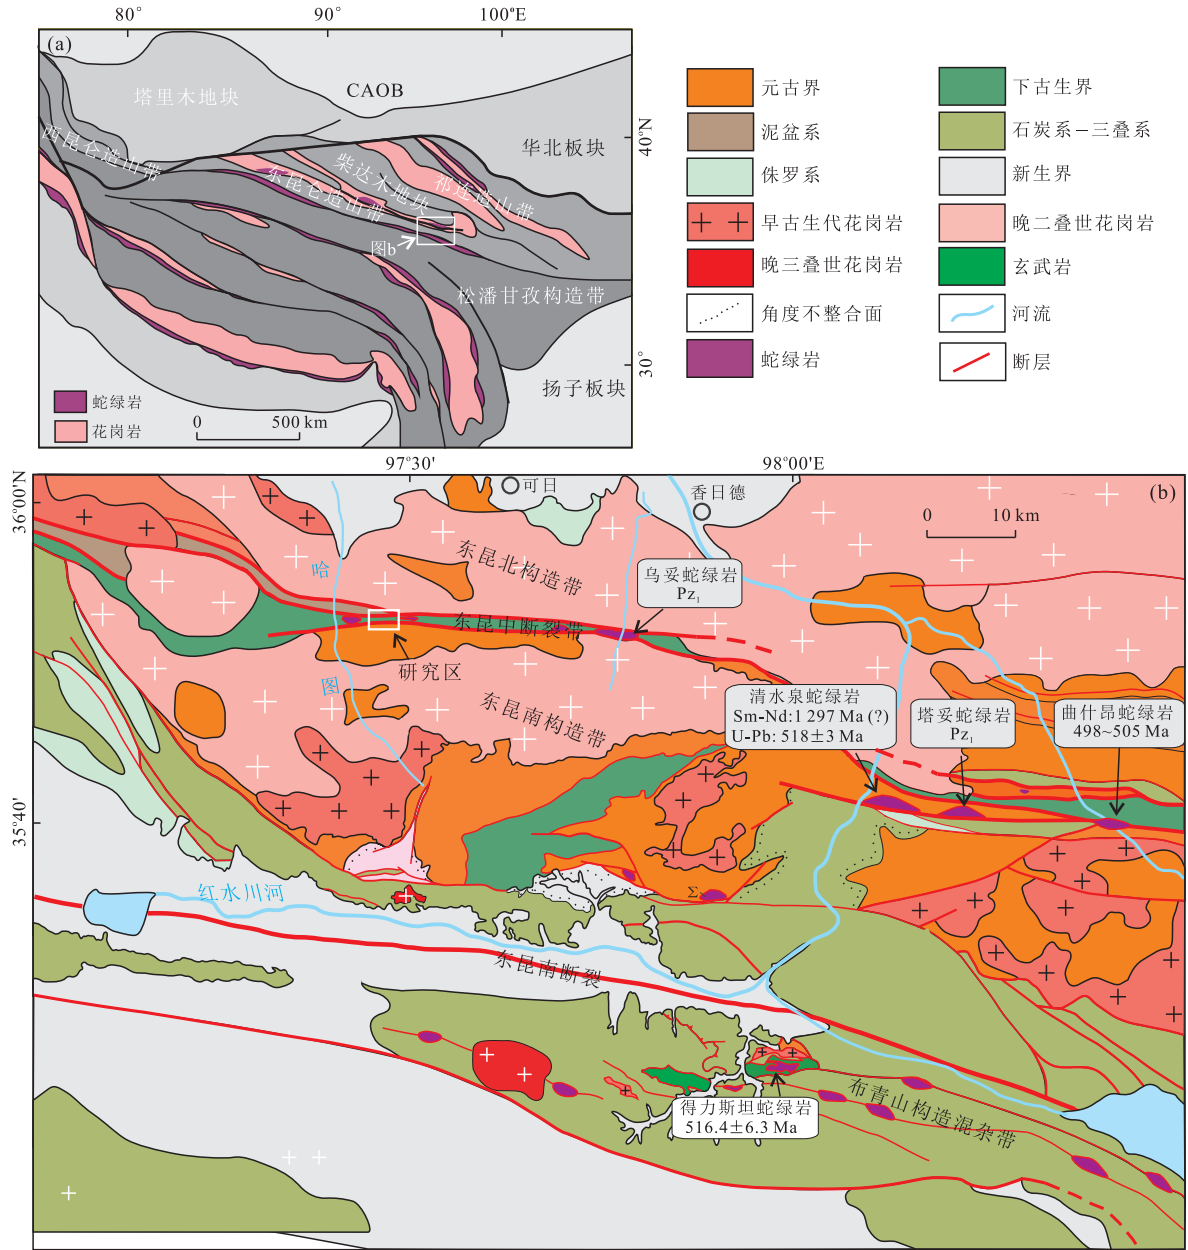 80°
90°
100°E
(a)
塔里木地块
CAOB
40°N
西昆仑造山带
华北板块
柴达木地块
祁连造山带
东昆仑造山带
图b
松潘甘孜构造带
30°
扬子板块
蛇绿岩
花岗岩
0
500 km
元古界
下古生界
泥盆系
石炭系–三叠系
侏罗系
新生界
早古生代花岗岩
晚二叠世花岗岩
晚三叠世花岗岩
玄武岩
角度不整合面
河流
蛇绿岩
断层
97°30'
98°00'E
36°00'N
35°40'
(b)
可日
香日德
0
10 km
哈
图
东昆北构造带
乌妥蛇绿岩
Pz₁
东昆中断裂带
研究区
东昆南构造带
清水泉蛇绿岩
Sm-Nd:1 297 Ma (?)
U-Pb: 518±3 Ma
塔妥蛇绿岩
Pz₁
曲什昂蛇绿岩
498~505 Ma
Σ
红水川河
东昆南断裂
得力斯坦蛇绿岩
516.4±6.3 Ma
布青山构造混杂带